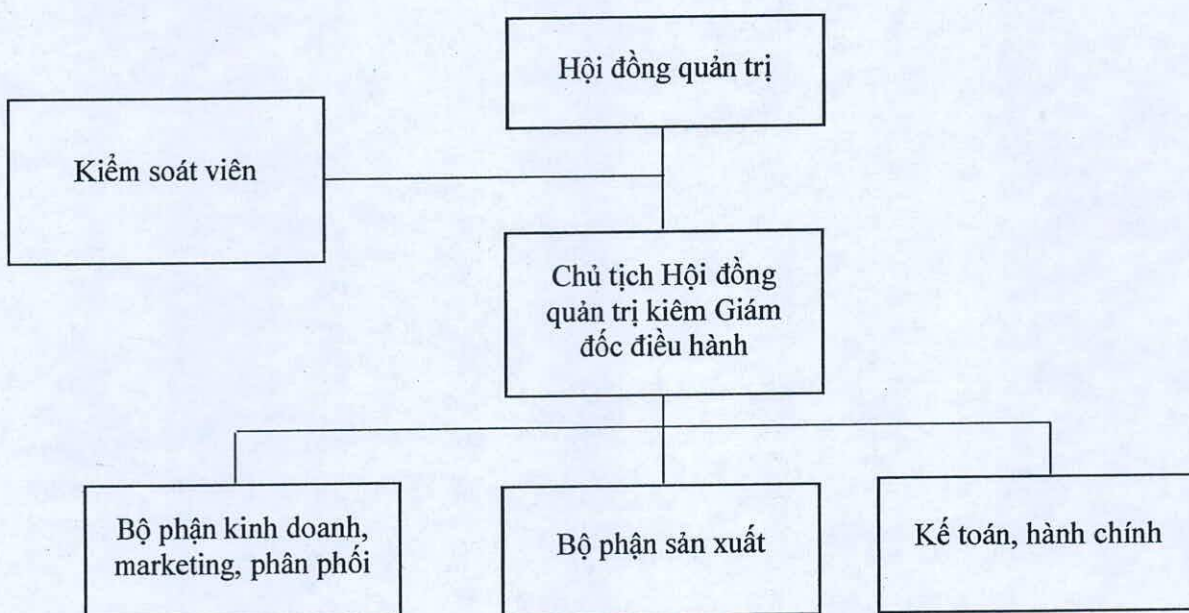 Hội đồng quản trị
Kiểm soát viên
Chủ tịch Hội đồng
quản trị kiêm Giám
đốc điều hành
Bộ phận kinh doanh,
marketing, phân phối
Bộ phận sản xuất
Kế toán, hành chính